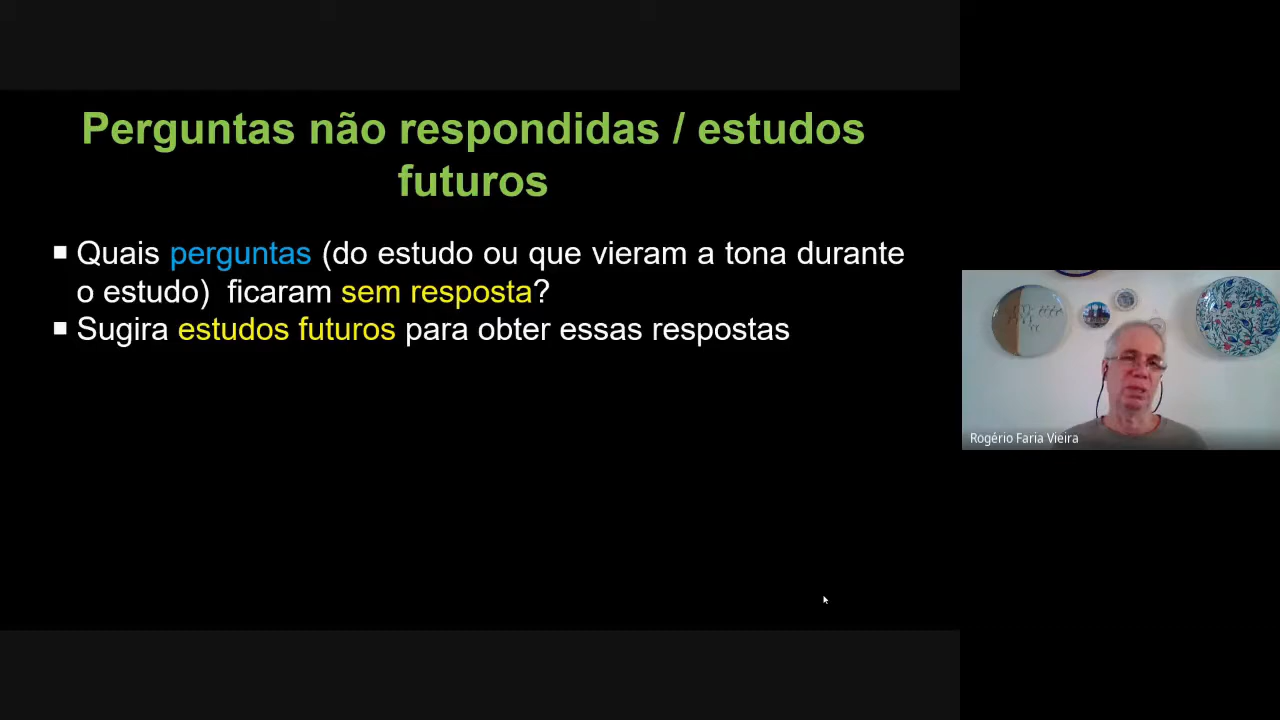 Perguntas não respondidas / estudos
futuros
▪ Quais perguntas (do estudo ou que vieram a tona durante
o estudo) ficaram sem resposta?
▪ Sugira estudos futuros para obter essas respostas
Rogério Faria Vieira